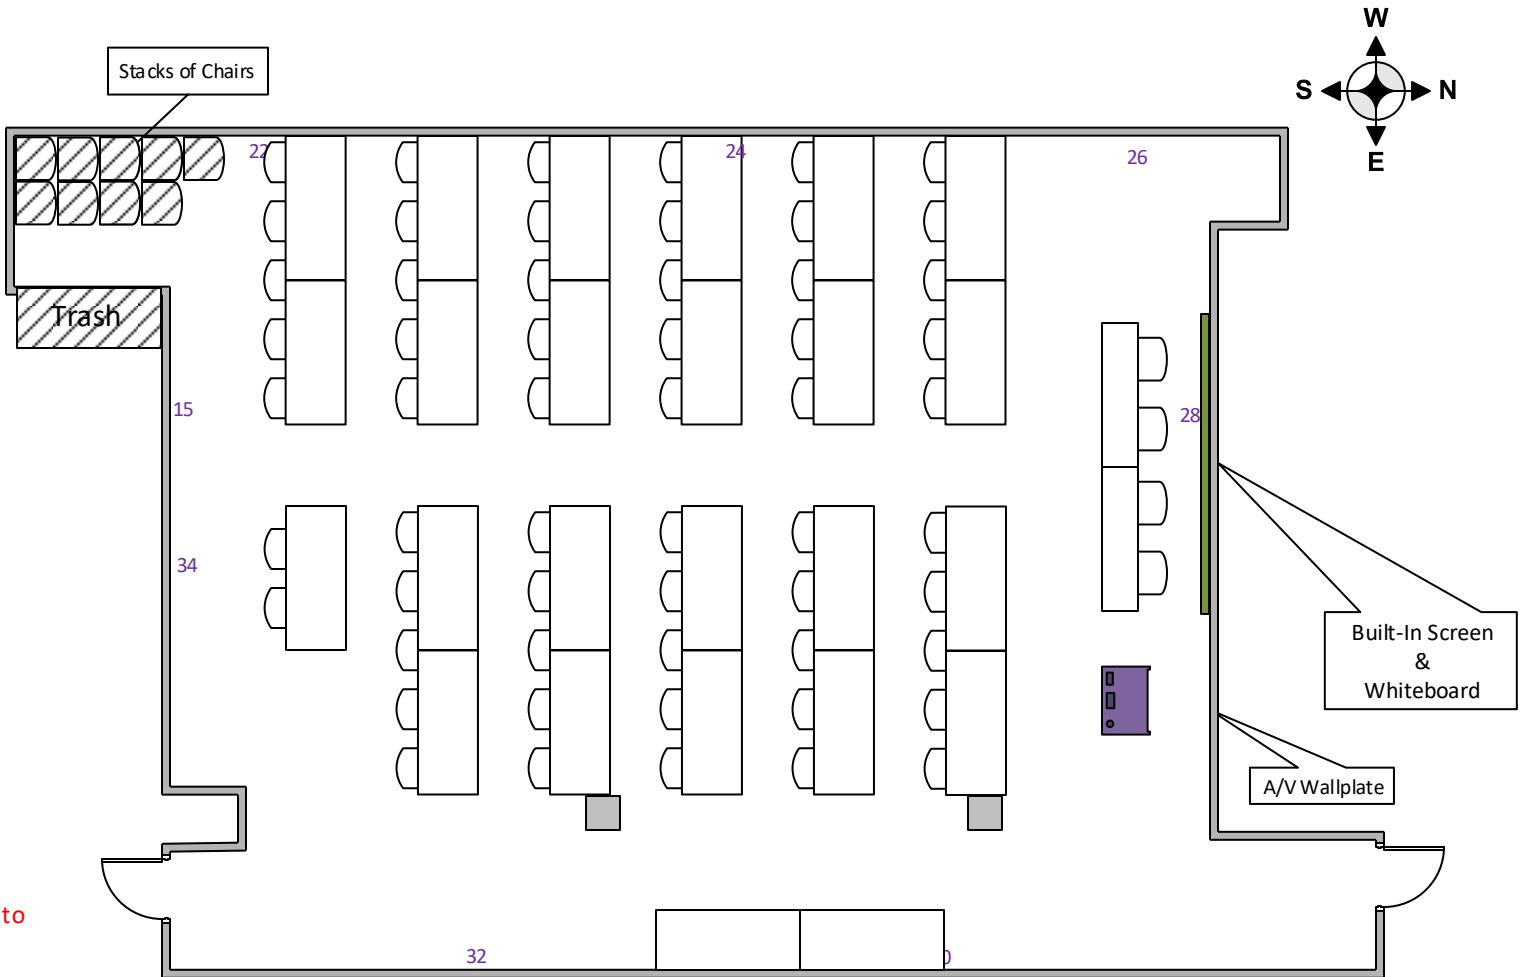 W
Stacks of Chairs
S
N
E
22
24
26
Trash
15
28
34
Built-In Screen
&
Whiteboard
A/V Wallplate
to
32